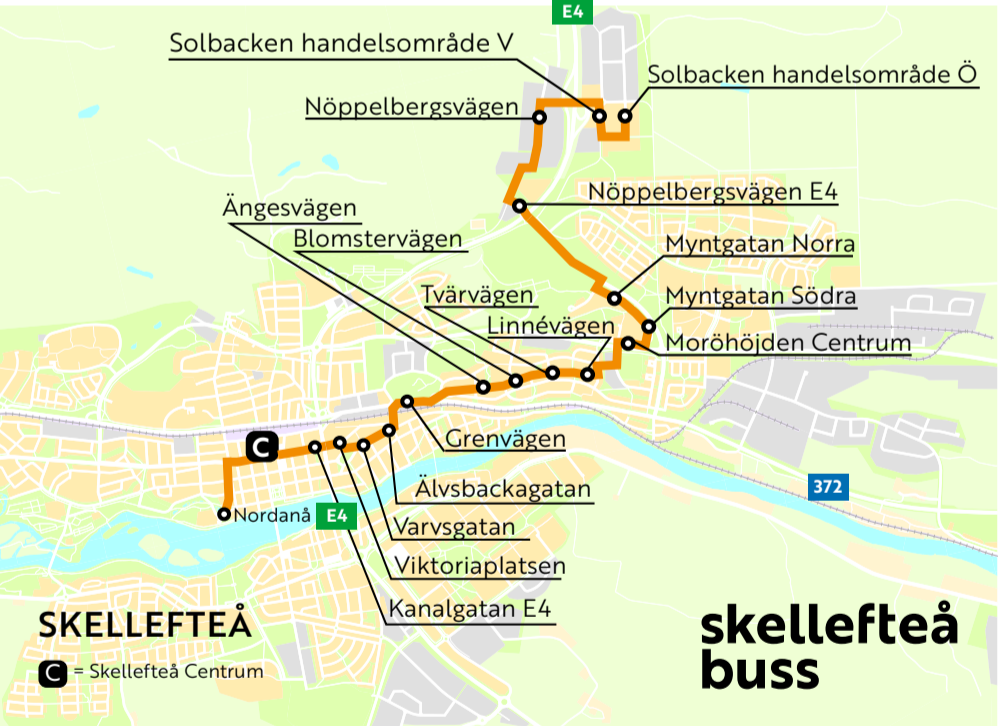 E4
Solbacken handelsområde V
Solbacken handelsområde Ö
Nöppelbergsvägen
Nöppelbergsvägen E4
Ängesvägen
Blomstervägen
Myntgatan Norra
Tvärvägen
Myntgatan Södra
Linnévägen
Moröhöjden Centrum
C
Grenvägen
Älvsbackagatan
372
Nordanå
E4
Varvsgatan
Viktoriaplatsen
Kanalgatan E4
SKELLEFTEÅ
C = Skellefteå Centrum
skellefteå
buss